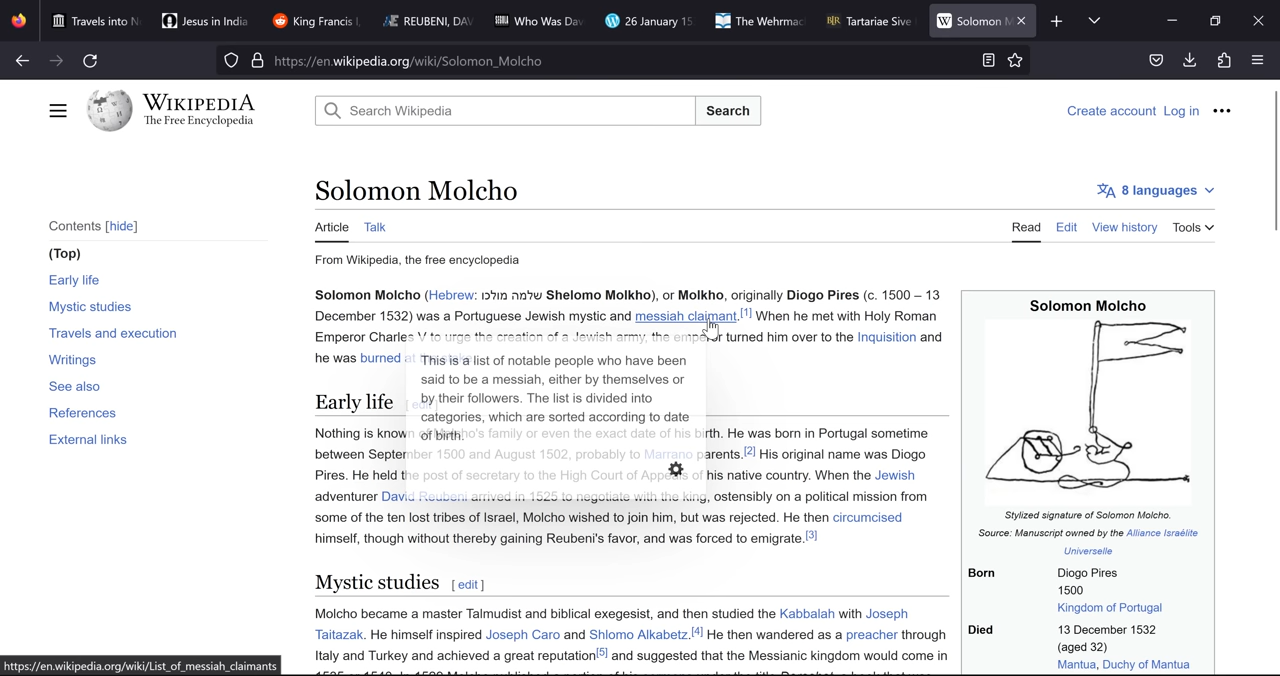 Travels into N
Jesus in India
King Francis I,
REUBENI, DAV
Who Was Dav
26 January 15
The Wehrmac
Tartariae Sive
Solomon M
https://en.wikipedia.org/wiki/Solomon_Molcho
WIKIPEDIA
The Free Encyclopedia
Search Wikipedia
Search
Create account Log in
Solomon Molcho
8 languages
Contents [hide]
(Top)
Early life
Mystic studies
Travels and execution
Writings
See also
References
External links
Article Talk
Read Edit View history Tools
From Wikipedia, the free encyclopedia
Solomon Molcho (Hebrew: שלמה מולכו Shelomo Molkho), or Molkho, originally Diogo Pires (c. 1500 – 13
December 1532) was a Portuguese Jewish mystic and messiah claimant.[1] When he met with Holy Roman
Emperor Charles V to urge the creation of a Jewish army, the emperor turned him over to the Inquisition and
he was burned at
This is a list of notable people who have been
said to be a messiah, either by themselves or
by their followers. The list is divided into
categories, which are sorted according to date
of birth.
Early life [ edit ]
Nothing is known of Molcho's family or even the exact date of his birth. He was born in Portugal sometime
between September 1500 and August 1502, probably to Marrano parents.[2] His original name was Diogo
Pires. He held the post of secretary to the High Court of Appeals of his native country. When the Jewish
adventurer David Reubeni arrived in 1525 to negotiate with the king, ostensibly on a political mission from
some of the ten lost tribes of Israel, Molcho wished to join him, but was rejected. He then circumcised
himself, though without thereby gaining Reubeni's favor, and was forced to emigrate.[3]
Mystic studies [ edit ]
Molcho became a master Talmudist and biblical exegesist, and then studied the Kabbalah with Joseph
Taitazak. He himself inspired Joseph Caro and Shlomo Alkabetz.[4] He then wandered as a preacher through
Italy and Turkey and achieved a great reputation[5] and suggested that the Messianic kingdom would come in
Solomon Molcho
Stylized signature of Solomon Molcho.
Source: Manuscript owned by the Alliance Israélite
Universelle
Born Diogo Pires
1500
Kingdom of Portugal
Died 13 December 1532
(aged 32)
Mantua, Duchy of Mantua
https://en.wikipedia.org/wiki/List_of_messiah_claimants